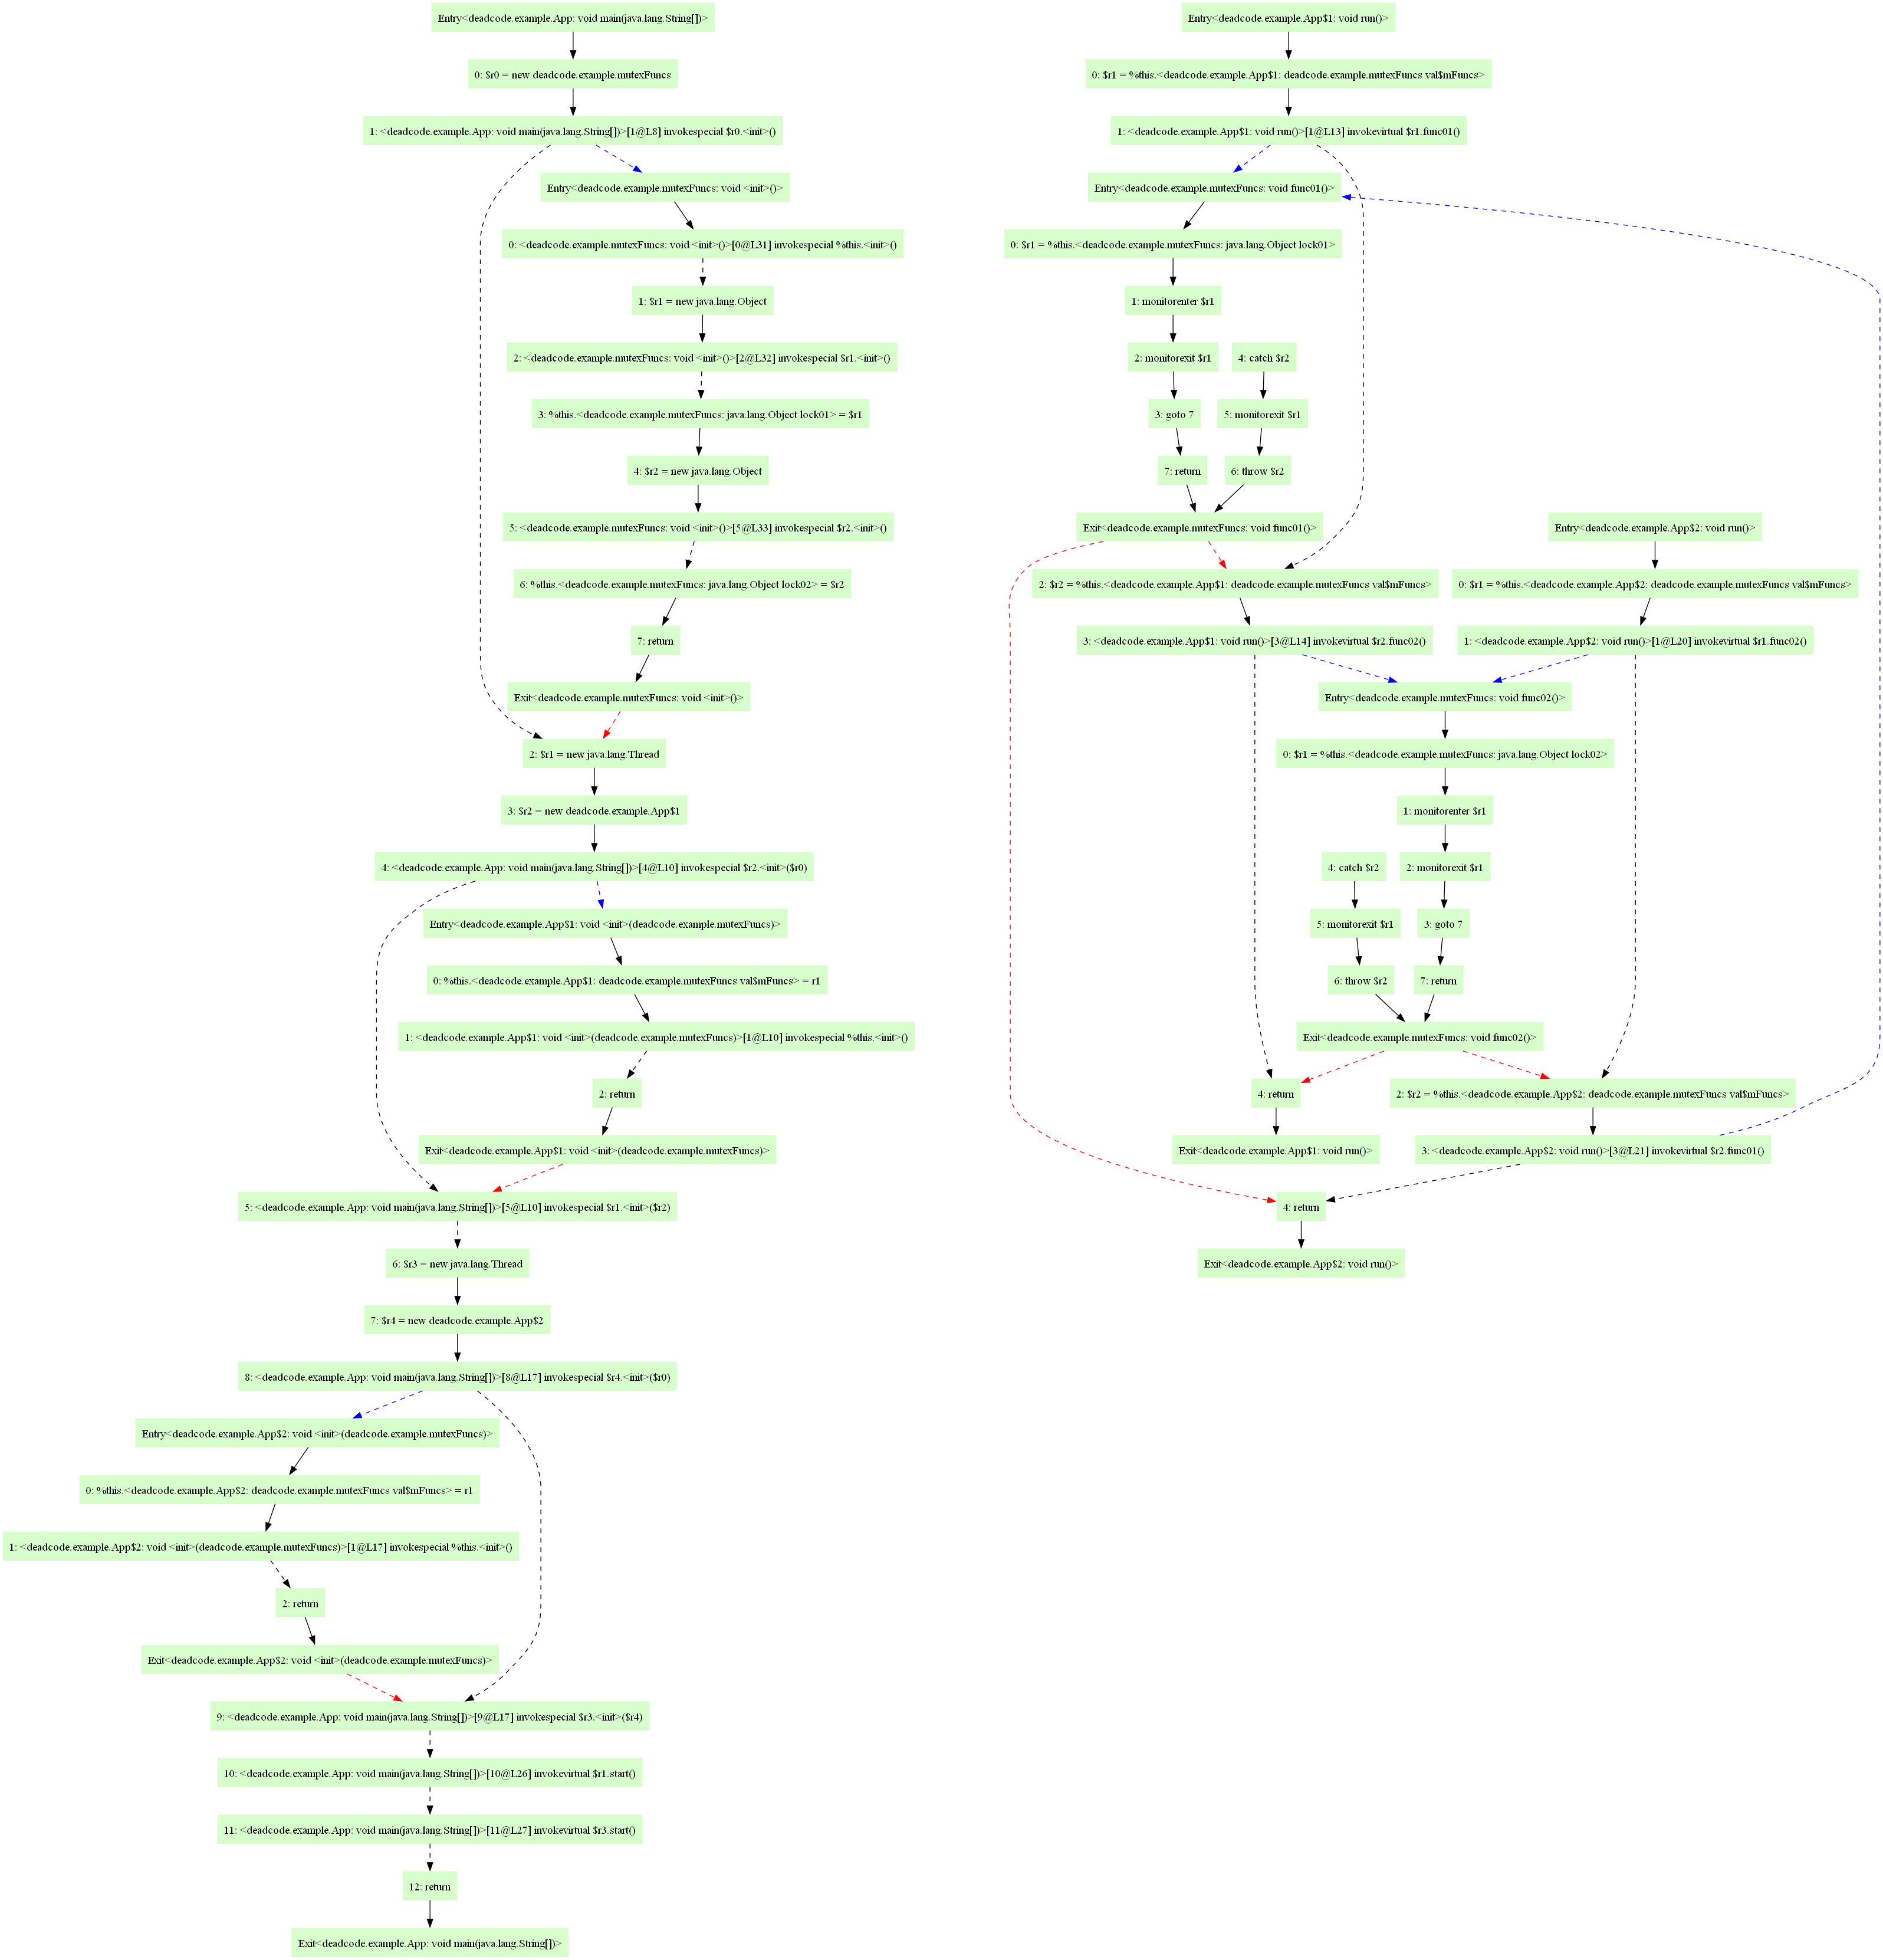 Entry<deadcode.example.App: void main(java.lang.String[])>
0: $r0 = new deadcode.example.mutexFuncs
1: <deadcode.example.App: void main(java.lang.String[])>[1@L8] invokespecial $r0.<init>()
Entry<deadcode.example.mutexFuncs: void <init>()>
0: <deadcode.example.mutexFuncs: void <init>()>[0@L31] invokespecial %this.<init>()
1: $r1 = new java.lang.Object
2: <deadcode.example.mutexFuncs: void <init>()>[2@L32] invokespecial $r1.<init>()
3: %this.<deadcode.example.mutexFuncs: java.lang.Object lock01> = $r1
4: $r2 = new java.lang.Object
5: <deadcode.example.mutexFuncs: void <init>()>[5@L33] invokespecial $r2.<init>()
6: %this.<deadcode.example.mutexFuncs: java.lang.Object lock02> = $r2
7: return
Exit<deadcode.example.mutexFuncs: void <init>()>
2: $r1 = new java.lang.Thread
3: $r2 = new deadcode.example.App$1
4: <deadcode.example.App: void main(java.lang.String[])>[4@L10] invokespecial $r2.<init>($r0)
Entry<deadcode.example.App$1: void <init>(deadcode.example.mutexFuncs)>
0: %this.<deadcode.example.App$1: deadcode.example.mutexFuncs val$mFuncs> = r1
1: <deadcode.example.App$1: void <init>(deadcode.example.mutexFuncs)>[1@L10] invokespecial %this.<init>()
2: return
Exit<deadcode.example.App$1: void <init>(deadcode.example.mutexFuncs)>
5: <deadcode.example.App: void main(java.lang.String[])>[5@L10] invokespecial $r1.<init>($r2)
6: $r3 = new java.lang.Thread
7: $r4 = new deadcode.example.App$2
8: <deadcode.example.App: void main(java.lang.String[])>[8@L17] invokespecial $r4.<init>($r0)
Entry<deadcode.example.App$2: void <init>(deadcode.example.mutexFuncs)>
0: %this.<deadcode.example.App$2: deadcode.example.mutexFuncs val$mFuncs> = r1
1: <deadcode.example.App$2: void <init>(deadcode.example.mutexFuncs)>[1@L17] invokespecial %this.<init>()
2: return
Exit<deadcode.example.App$2: void <init>(deadcode.example.mutexFuncs)>
9: <deadcode.example.App: void main(java.lang.String[])>[9@L17] invokespecial $r3.<init>($r4)
10: <deadcode.example.App: void main(java.lang.String[])>[10@L26] invokevirtual $r1.start()
11: <deadcode.example.App: void main(java.lang.String[])>[11@L27] invokevirtual $r3.start()
12: return
Exit<deadcode.example.App: void main(java.lang.String[])>
Entry<deadcode.example.App$1: void run()>
0: $r1 = %this.<deadcode.example.App$1: deadcode.example.mutexFuncs val$mFuncs>
1: <deadcode.example.App$1: void run()>[1@L13] invokevirtual $r1.func01()
Entry<deadcode.example.mutexFuncs: void func01()>
0: $r1 = %this.<deadcode.example.mutexFuncs: java.lang.Object lock01>
1: monitorenter $r1
2: monitorexit $r1
4: catch $r2
3: goto 7
5: monitorexit $r1
7: return
6: throw $r2
Exit<deadcode.example.mutexFuncs: void func01()>
2: $r2 = %this.<deadcode.example.App$1: deadcode.example.mutexFuncs val$mFuncs>
3: <deadcode.example.App$1: void run()>[3@L14] invokevirtual $r2.func02()
Entry<deadcode.example.App$2: void run()>
0: $r1 = %this.<deadcode.example.App$2: deadcode.example.mutexFuncs val$mFuncs>
1: <deadcode.example.App$2: void run()>[1@L20] invokevirtual $r1.func02()
Entry<deadcode.example.mutexFuncs: void func02()>
0: $r1 = %this.<deadcode.example.mutexFuncs: java.lang.Object lock02>
1: monitorenter $r1
4: catch $r2
2: monitorexit $r1
5: monitorexit $r1
3: goto 7
6: throw $r2
7: return
Exit<deadcode.example.mutexFuncs: void func02()>
4: return
2: $r2 = %this.<deadcode.example.App$2: deadcode.example.mutexFuncs val$mFuncs>
Exit<deadcode.example.App$1: void run()>
3: <deadcode.example.App$2: void run()>[3@L21] invokevirtual $r2.func01()
4: return
Exit<deadcode.example.App$2: void run()>